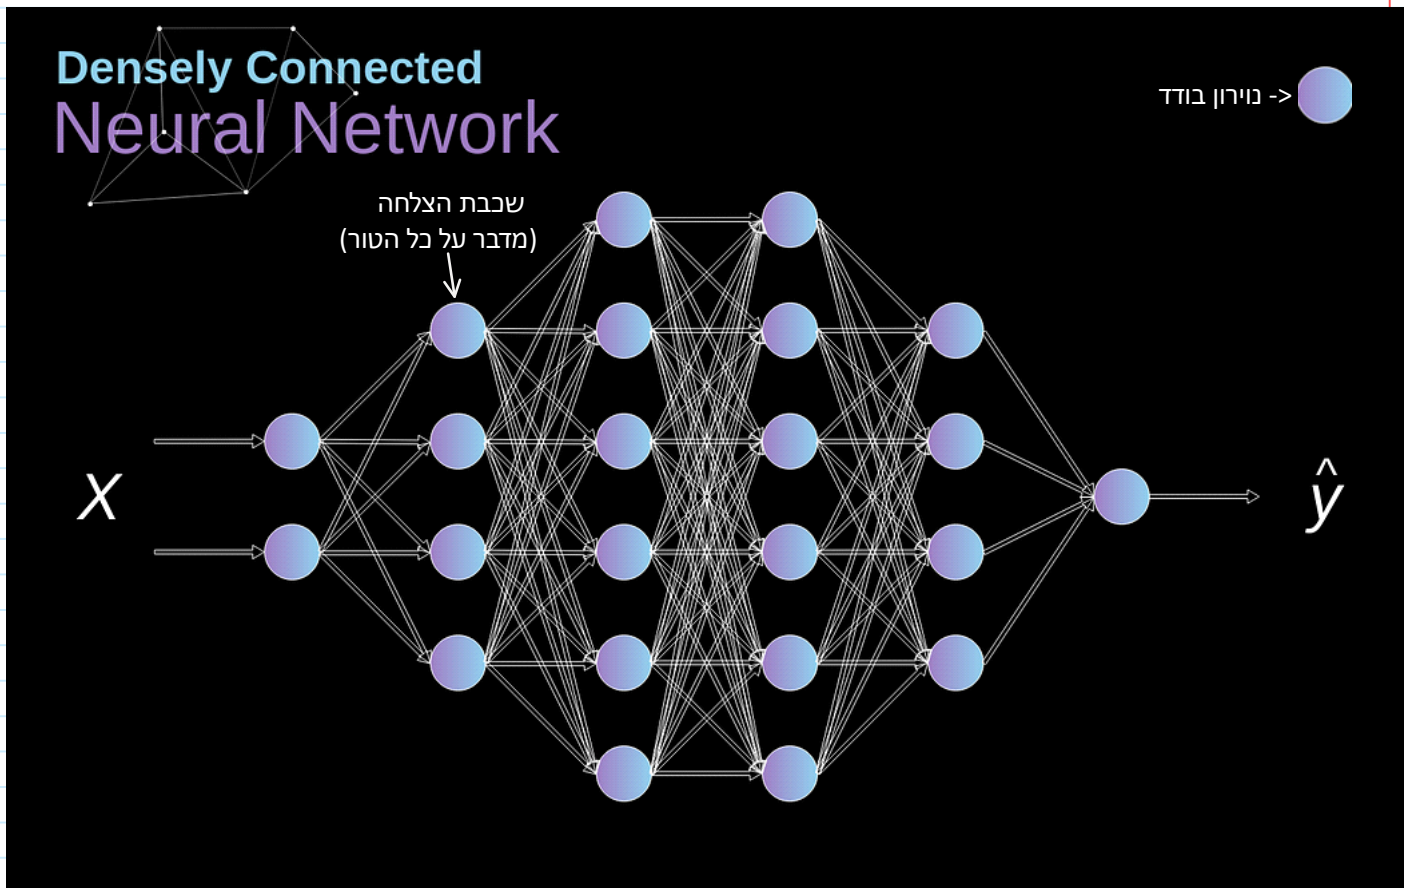 Densely Connected
Neural Network
נוירון בודד ->
שכבת הצלחה
(מדבר על כל הטור)
X
ŷ